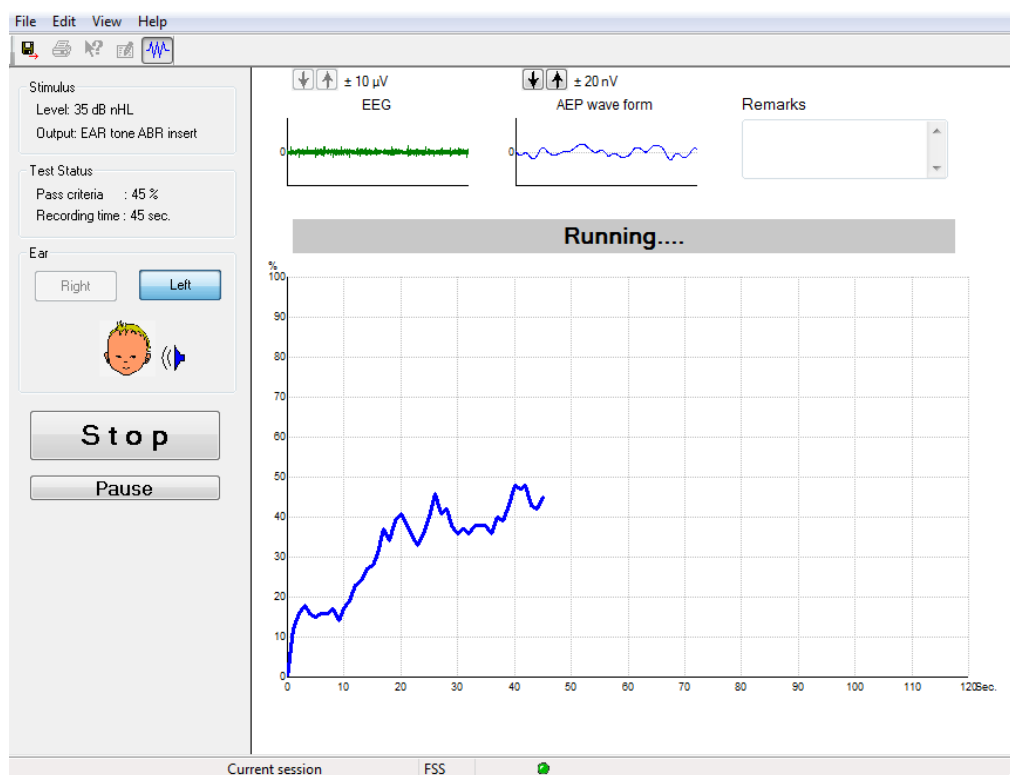 File Edit View Help
Stimulus
Level: 35 dB nHL
Output: EAR tone ABR insert
Test Status
Pass criteria : 45 %
Recording time : 45 sec.
Ear
Right Left
Stop
Pause
± 10 µV
EEG
0
± 20 nV
AEP wave form
0
Remarks
Running....
%
100
90
80
70
60
50
40
30
20
10
0
0 10 20 30 40 50 60 70 80 90 100 110 120 Sec.
Current session FSS